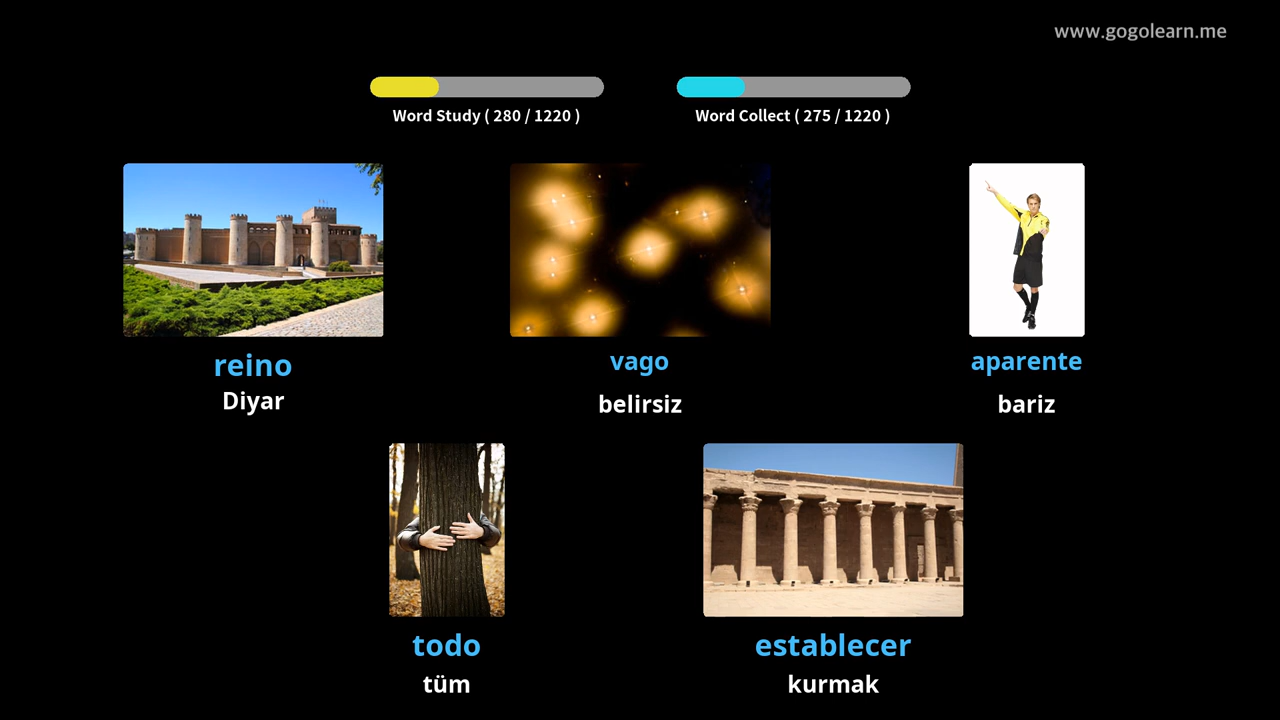 www.gogolearn.me
Word Study ( 280 / 1220 )
Word Collect ( 275 / 1220 )
reino
Diyar
vago
belirsiz
aparente
bariz
todo
tüm
establecer
kurmak